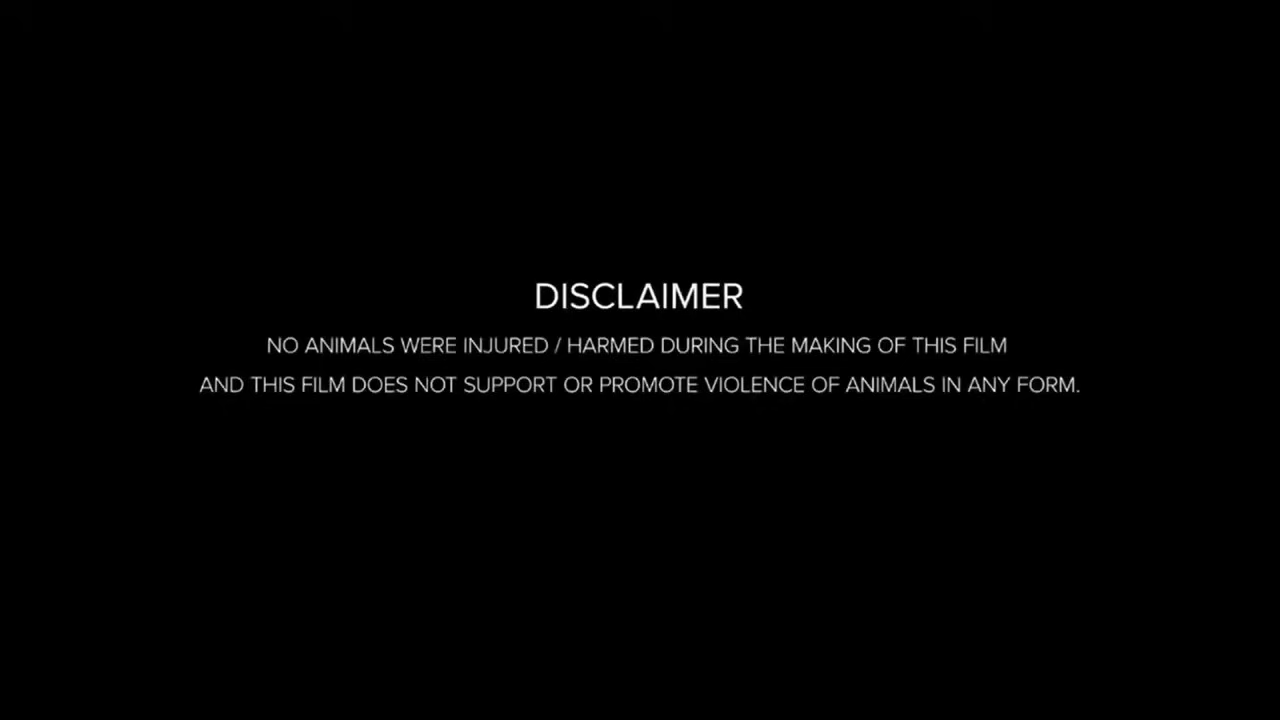 DISCLAIMER
NO ANIMALS WERE INJURED / HARMED DURING THE MAKING OF THIS FILM
AND THIS FILM DOES NOT SUPPORT OR PROMOTE VIOLENCE OF ANIMALS IN ANY FORM.